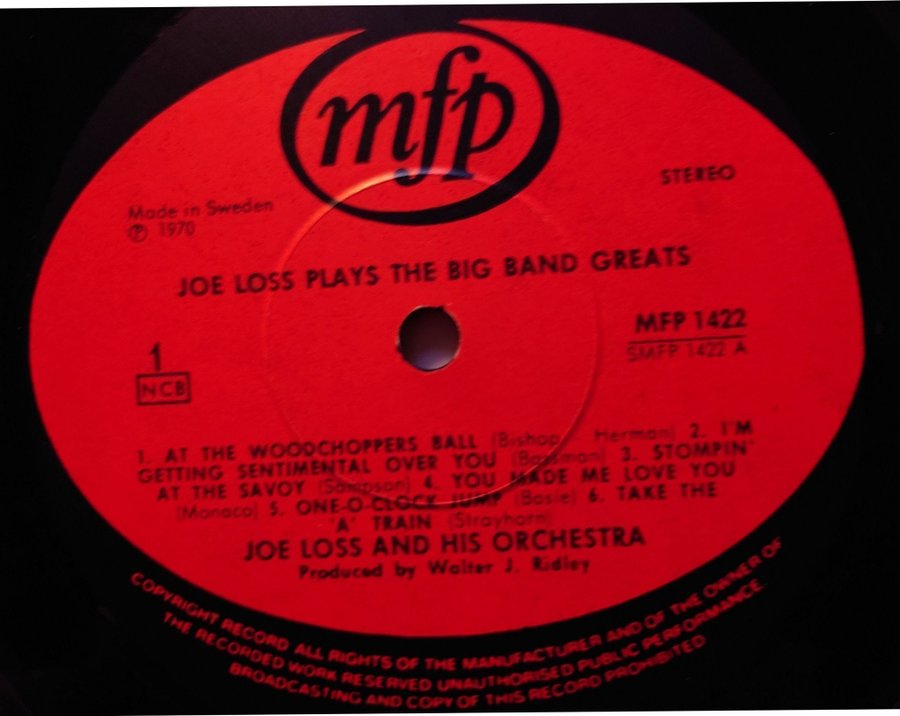 mfp
STEREO
Made in Sweden
℗ 1970
JOE LOSS PLAYS THE BIG BAND GREATS
MFP 1422
SMFP 1422 A
1
NCB
1. AT THE WOODCHOPPERS BALL (Bishop - Herman) 2. I'M
GETTING SENTIMENTAL OVER YOU (Bassman) 3. STOMPIN'
AT THE SAVOY (Sampson) 4. YOU MADE ME LOVE YOU
(Monaco) 5. ONE-O-CLOCK JUMP (Basie) 6. TAKE THE
'A' TRAIN (Strayhorn)
JOE LOSS AND HIS ORCHESTRA
Produced by Walter J. Ridley
COPYRIGHT RECORD ALL RIGHTS OF THE MANUFACTURER AND OF THE OWNER OF
THE RECORDED WORK RESERVED UNAUTHORISED PUBLIC PERFORMANCE
BROADCASTING AND COPY OF THIS RECORD PROHIBITED